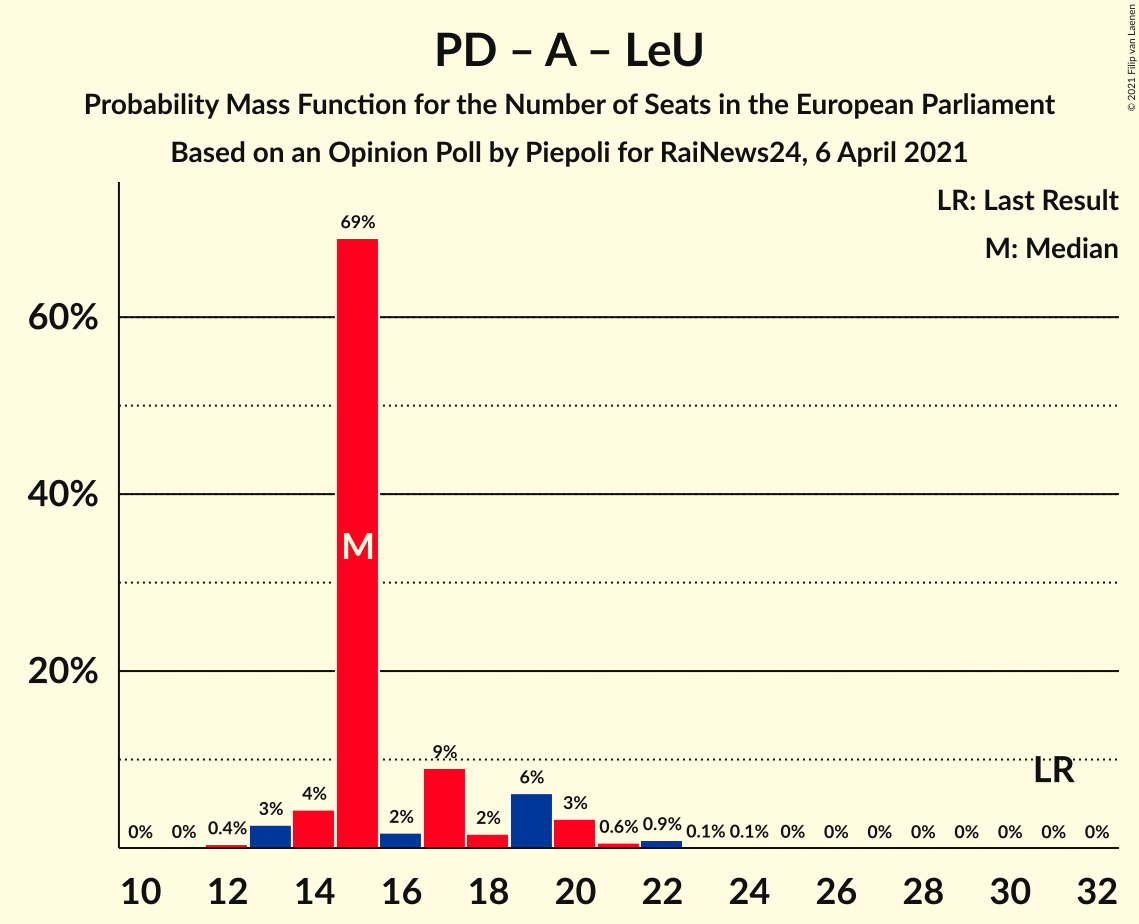 PD – A – LeU
Probability Mass Function for the Number of Seats in the European Parliament
Based on an Opinion Poll by Piepoli for RaiNews24, 6 April 2021
© 2021 Filip van Laenen
LR: Last Result
M: Median
60%
40%
20%
0% 0% 0.4% 3% 4% 69% 2% 9% 2% 6% 3% 0.6% 0.9% 0.1% 0.1% 0% 0% 0% 0% 0% 0% 0% 0%
M
LR
10 12 14 16 18 20 22 24 26 28 30 32